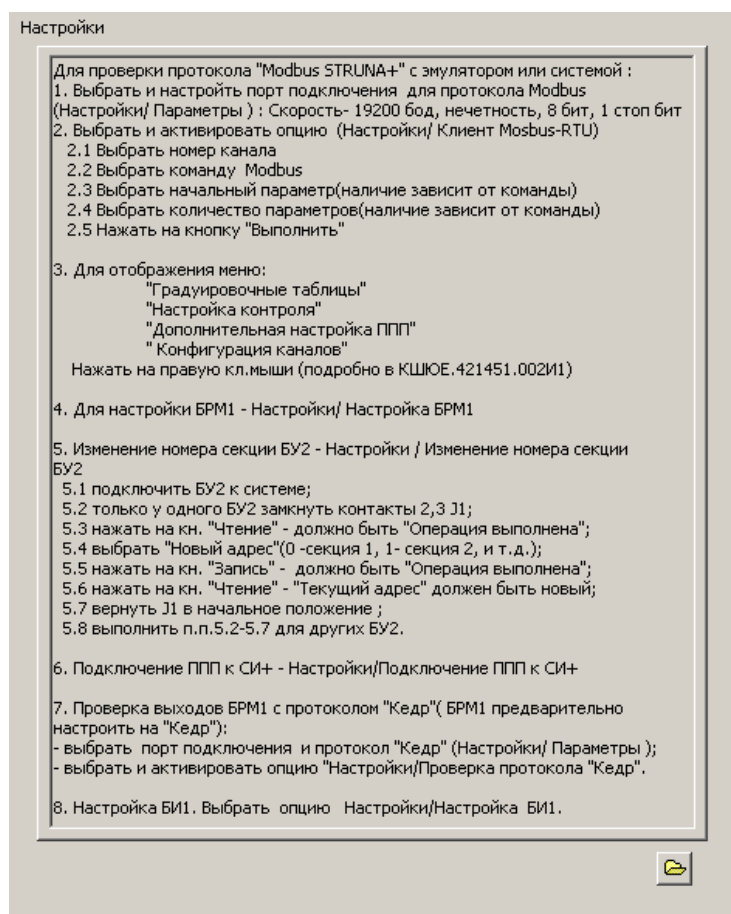 Настройки
Для проверки протокола "Modbus STRUNA+" с эмулятором или системой :
1. Выбрать и настройть порт подключения для протокола Modbus
(Настройки/ Параметры ) : Скорость- 19200 бод, нечетность, 8 бит, 1 стоп бит
2. Выбрать и активировать опцию (Настройки/ Клиент Mosbus-RTU)
2.1 Выбрать номер канала
2.2 Выбрать команду Modbus
2.3 Выбрать начальный параметр(наличие зависит от команды)
2.4 Выбрать количество параметров(наличие зависит от команды)
2.5 Нажать на кнопку "Выполнить"
3. Для отображения меню:
"Градуировочные таблицы"
"Настройка контроля"
"Дополнительная настройка ППП"
" Конфигурация каналов"
Нажать на правую кл.мыши (подробно в КШЮЕ.421451.002И1)
4. Для настройки БРМ1 - Настройки/ Настройка БРМ1
5. Изменение номера секции БУ2 - Настройки / Изменение номера секции
БУ2
5.1 подключить БУ2 к системе;
5.2 только у одного БУ2 замкнуть контакты 2,3 J1;
5.3 нажать на кн. "Чтение" - должно быть "Операция выполнена";
5.4 выбрать "Новый адрес"(0 -секция 1, 1- секция 2, и т.д.);
5.5 нажать на кн. "Запись" - должно быть "Операция выполнена";
5.6 нажать на кн. "Чтение" - "Текущий адрес" должен быть новый;
5.7 вернуть J1 в начальное положение ;
5.8 выполнить п.п.5.2-5.7 для других БУ2.
6. Подключение ППП к СИ+ - Настройки/Подключение ППП к СИ+
7. Проверка выходов БРМ1 с протоколом "Кедр"( БРМ1 предварительно
настроить на "Кедр"):
- выбрать порт подключения и протокол "Кедр" (Настройки/ Параметры );
- выбрать и активировать опцию "Настройки/Проверка протокола "Кедр".
8. Настройка БИ1. Выбрать опцию Настройки/Настройка БИ1.